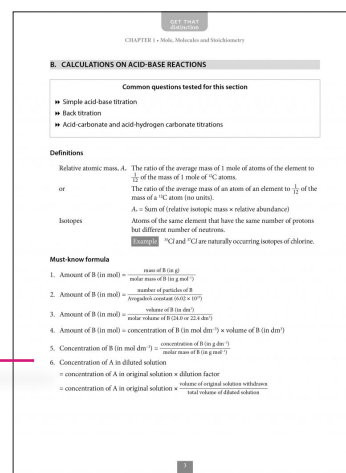 GET THAT
distinction
CHAPTER 1 • Mole, Molecules and Stoichiometry
B. CALCULATIONS ON ACID-BASE REACTIONS
Common questions tested for this section
▸▸ Simple acid-base titration
▸▸ Back titration
▸▸ Acid-carbonate and acid-hydrogen carbonate titrations
Definitions
Relative atomic mass, Aᵣ The ratio of the average mass of 1 mole of atoms of the element to
1/12 of the mass of 1 mole of ¹²C atoms.
or The ratio of the average mass of an atom of an element to 1/12 of the
mass of a ¹²C atom (no units).
Aᵣ = Sum of (relative isotopic mass × relative abundance)
Isotopes Atoms of the same element that have the same number of protons
but different number of neutrons.
Example ³⁵Cl and ³⁷Cl are naturally occurring isotopes of chlorine.
Must-know formula
1. Amount of B (in mol) = mass of B (in g) / molar mass of B (in g mol⁻¹)
2. Amount of B (in mol) = number of particles of B / Avogadro's constant (6.02 × 10²³)
3. Amount of B (in mol) = volume of B (in dm³) / molar volume of B (24.0 or 22.4 dm³)
4. Amount of B (in mol) = concentration of B (in mol dm⁻³) × volume of B (in dm³)
5. Concentration of B (in mol dm⁻³) = concentration of B (in g dm⁻³) / molar mass of B (in g mol⁻¹)
6. Concentration of A in diluted solution
= concentration of A in original solution × dilution factor
= concentration of A in original solution × volume of original solution withdrawn / total volume of diluted solution
3